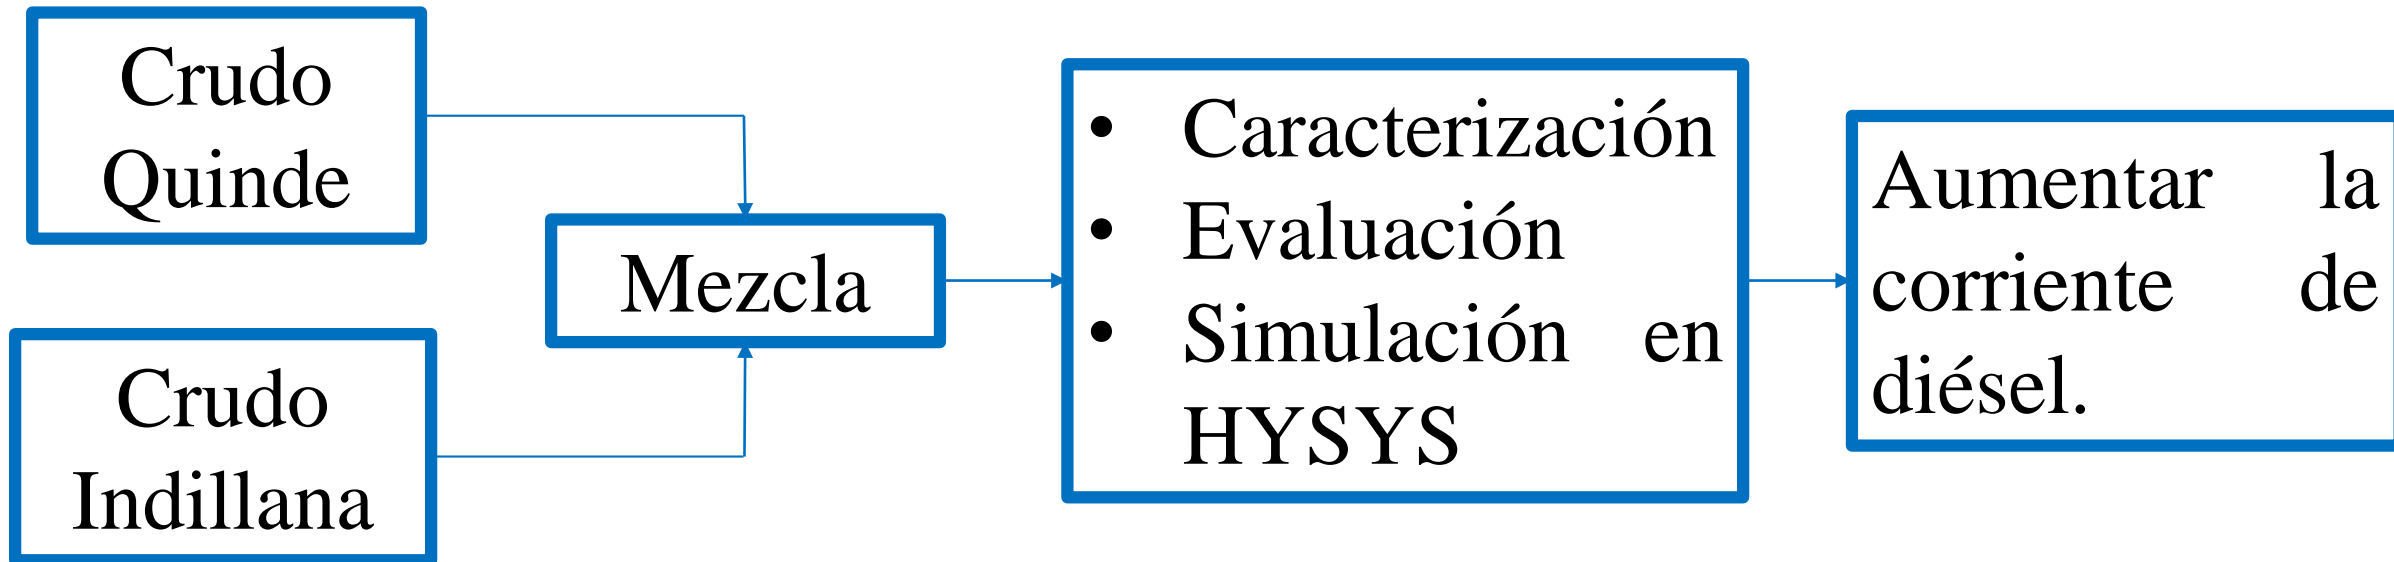 Crudo
Quinde
Crudo
Indillana
Mezcla
• Caracterización
• Evaluación
• Simulación en
HYSYS
Aumentar la
corriente de
diésel.